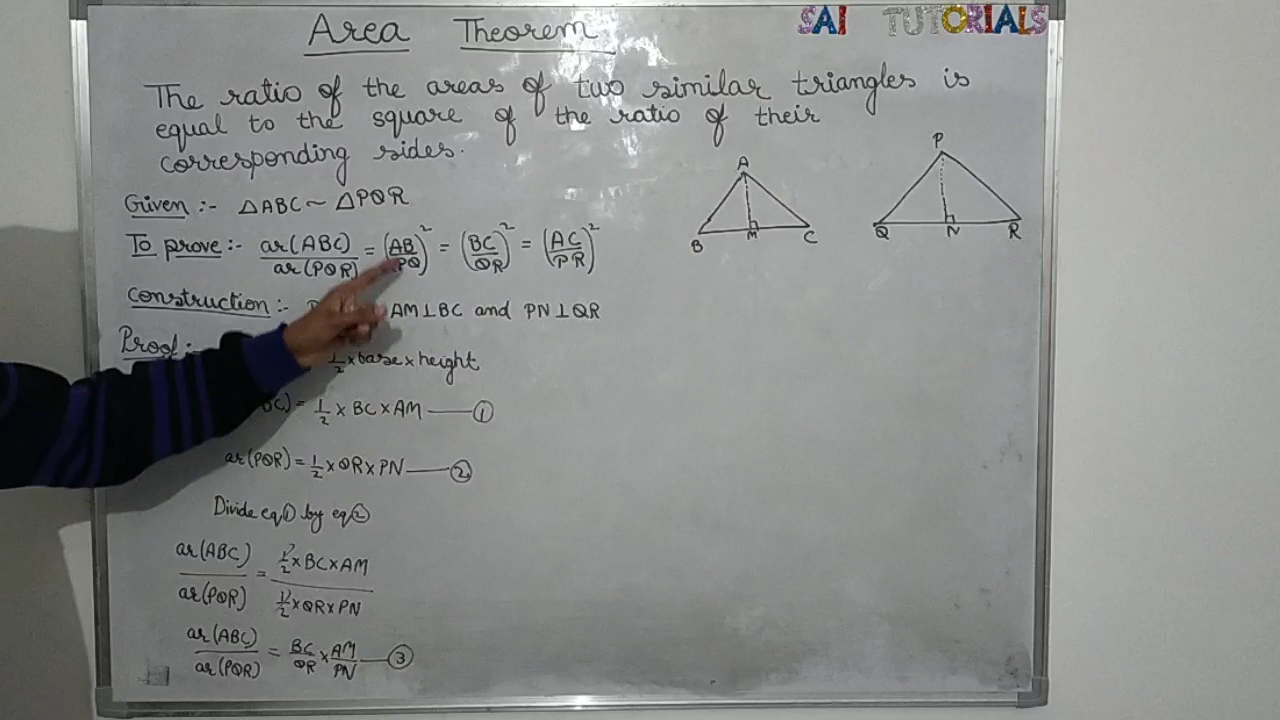 Area Theorem
SAI TUTORIALS
The ratio of the areas of two similar triangles is
equal to the square of the ratio of their
corresponding sides.
Given :- △ABC ~ △PQR
To prove :- ar(ABC)/ar(PQR) = (AB/PQ)² = (BC/QR)² = (AC/PR)²
Construction :- AM⊥BC and PN⊥QR
Proof :-
1/2 × base × height
= 1/2 × BC × AM — ①
ar(PQR) = 1/2 × QR × PN — ②
Divide eq① by eq②
ar(ABC)/ar(PQR) = 1/2 × BC × AM / 1/2 × QR × PN
ar(ABC)/ar(PQR) = BC/QR × AM/PN — ③
A
B M C
P
Q N R